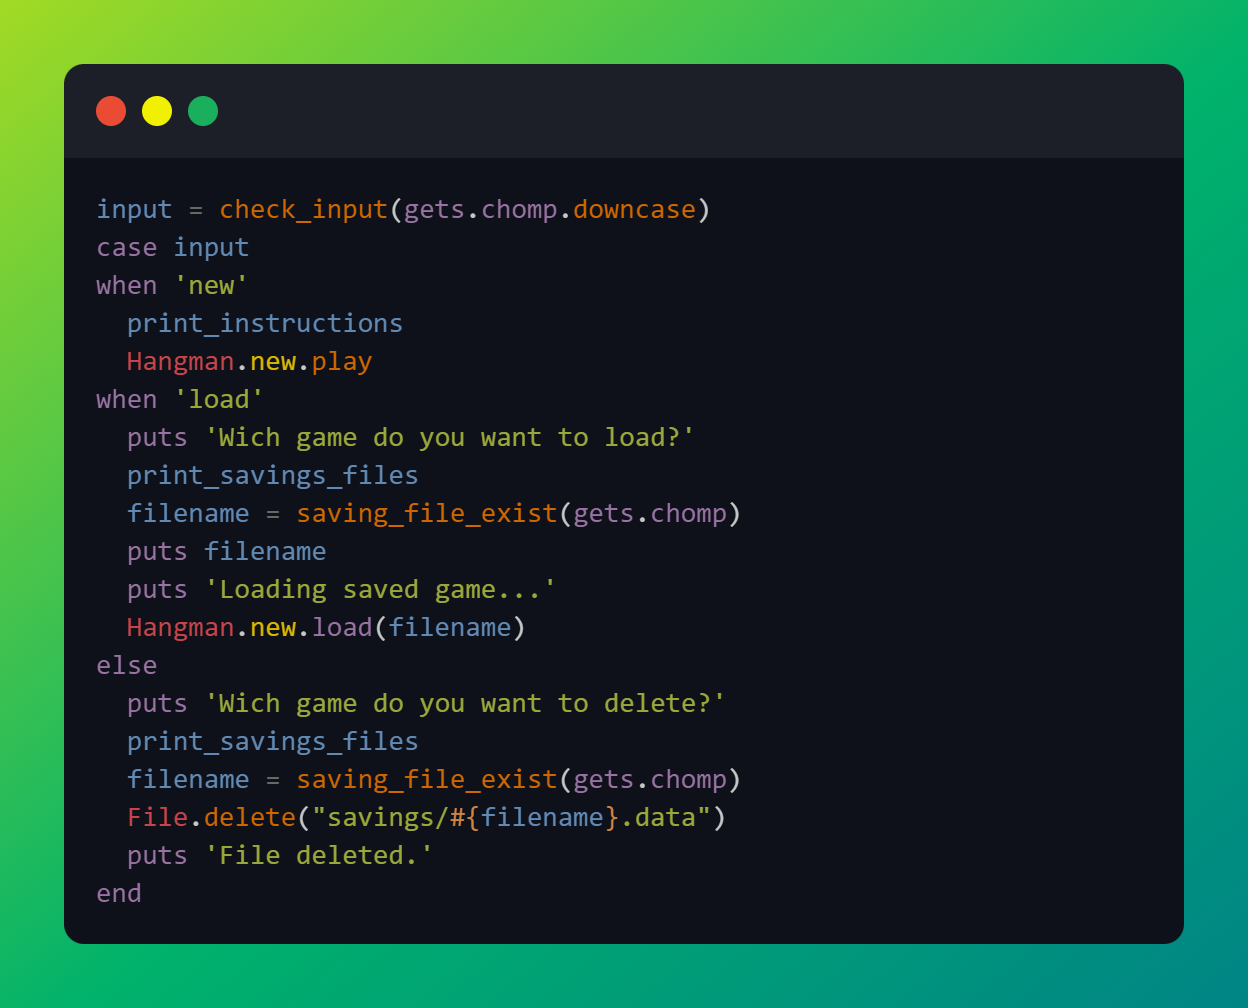 input = check_input(gets.chomp.downcase)
case input
when 'new'
  print_instructions
  Hangman.new.play
when 'load'
  puts 'Wich game do you want to load?'
  print_savings_files
  filename = saving_file_exist(gets.chomp)
  puts filename
  puts 'Loading saved game...'
  Hangman.new.load(filename)
else
  puts 'Wich game do you want to delete?'
  print_savings_files
  filename = saving_file_exist(gets.chomp)
  File.delete("savings/#{filename}.data")
  puts 'File deleted.'
end